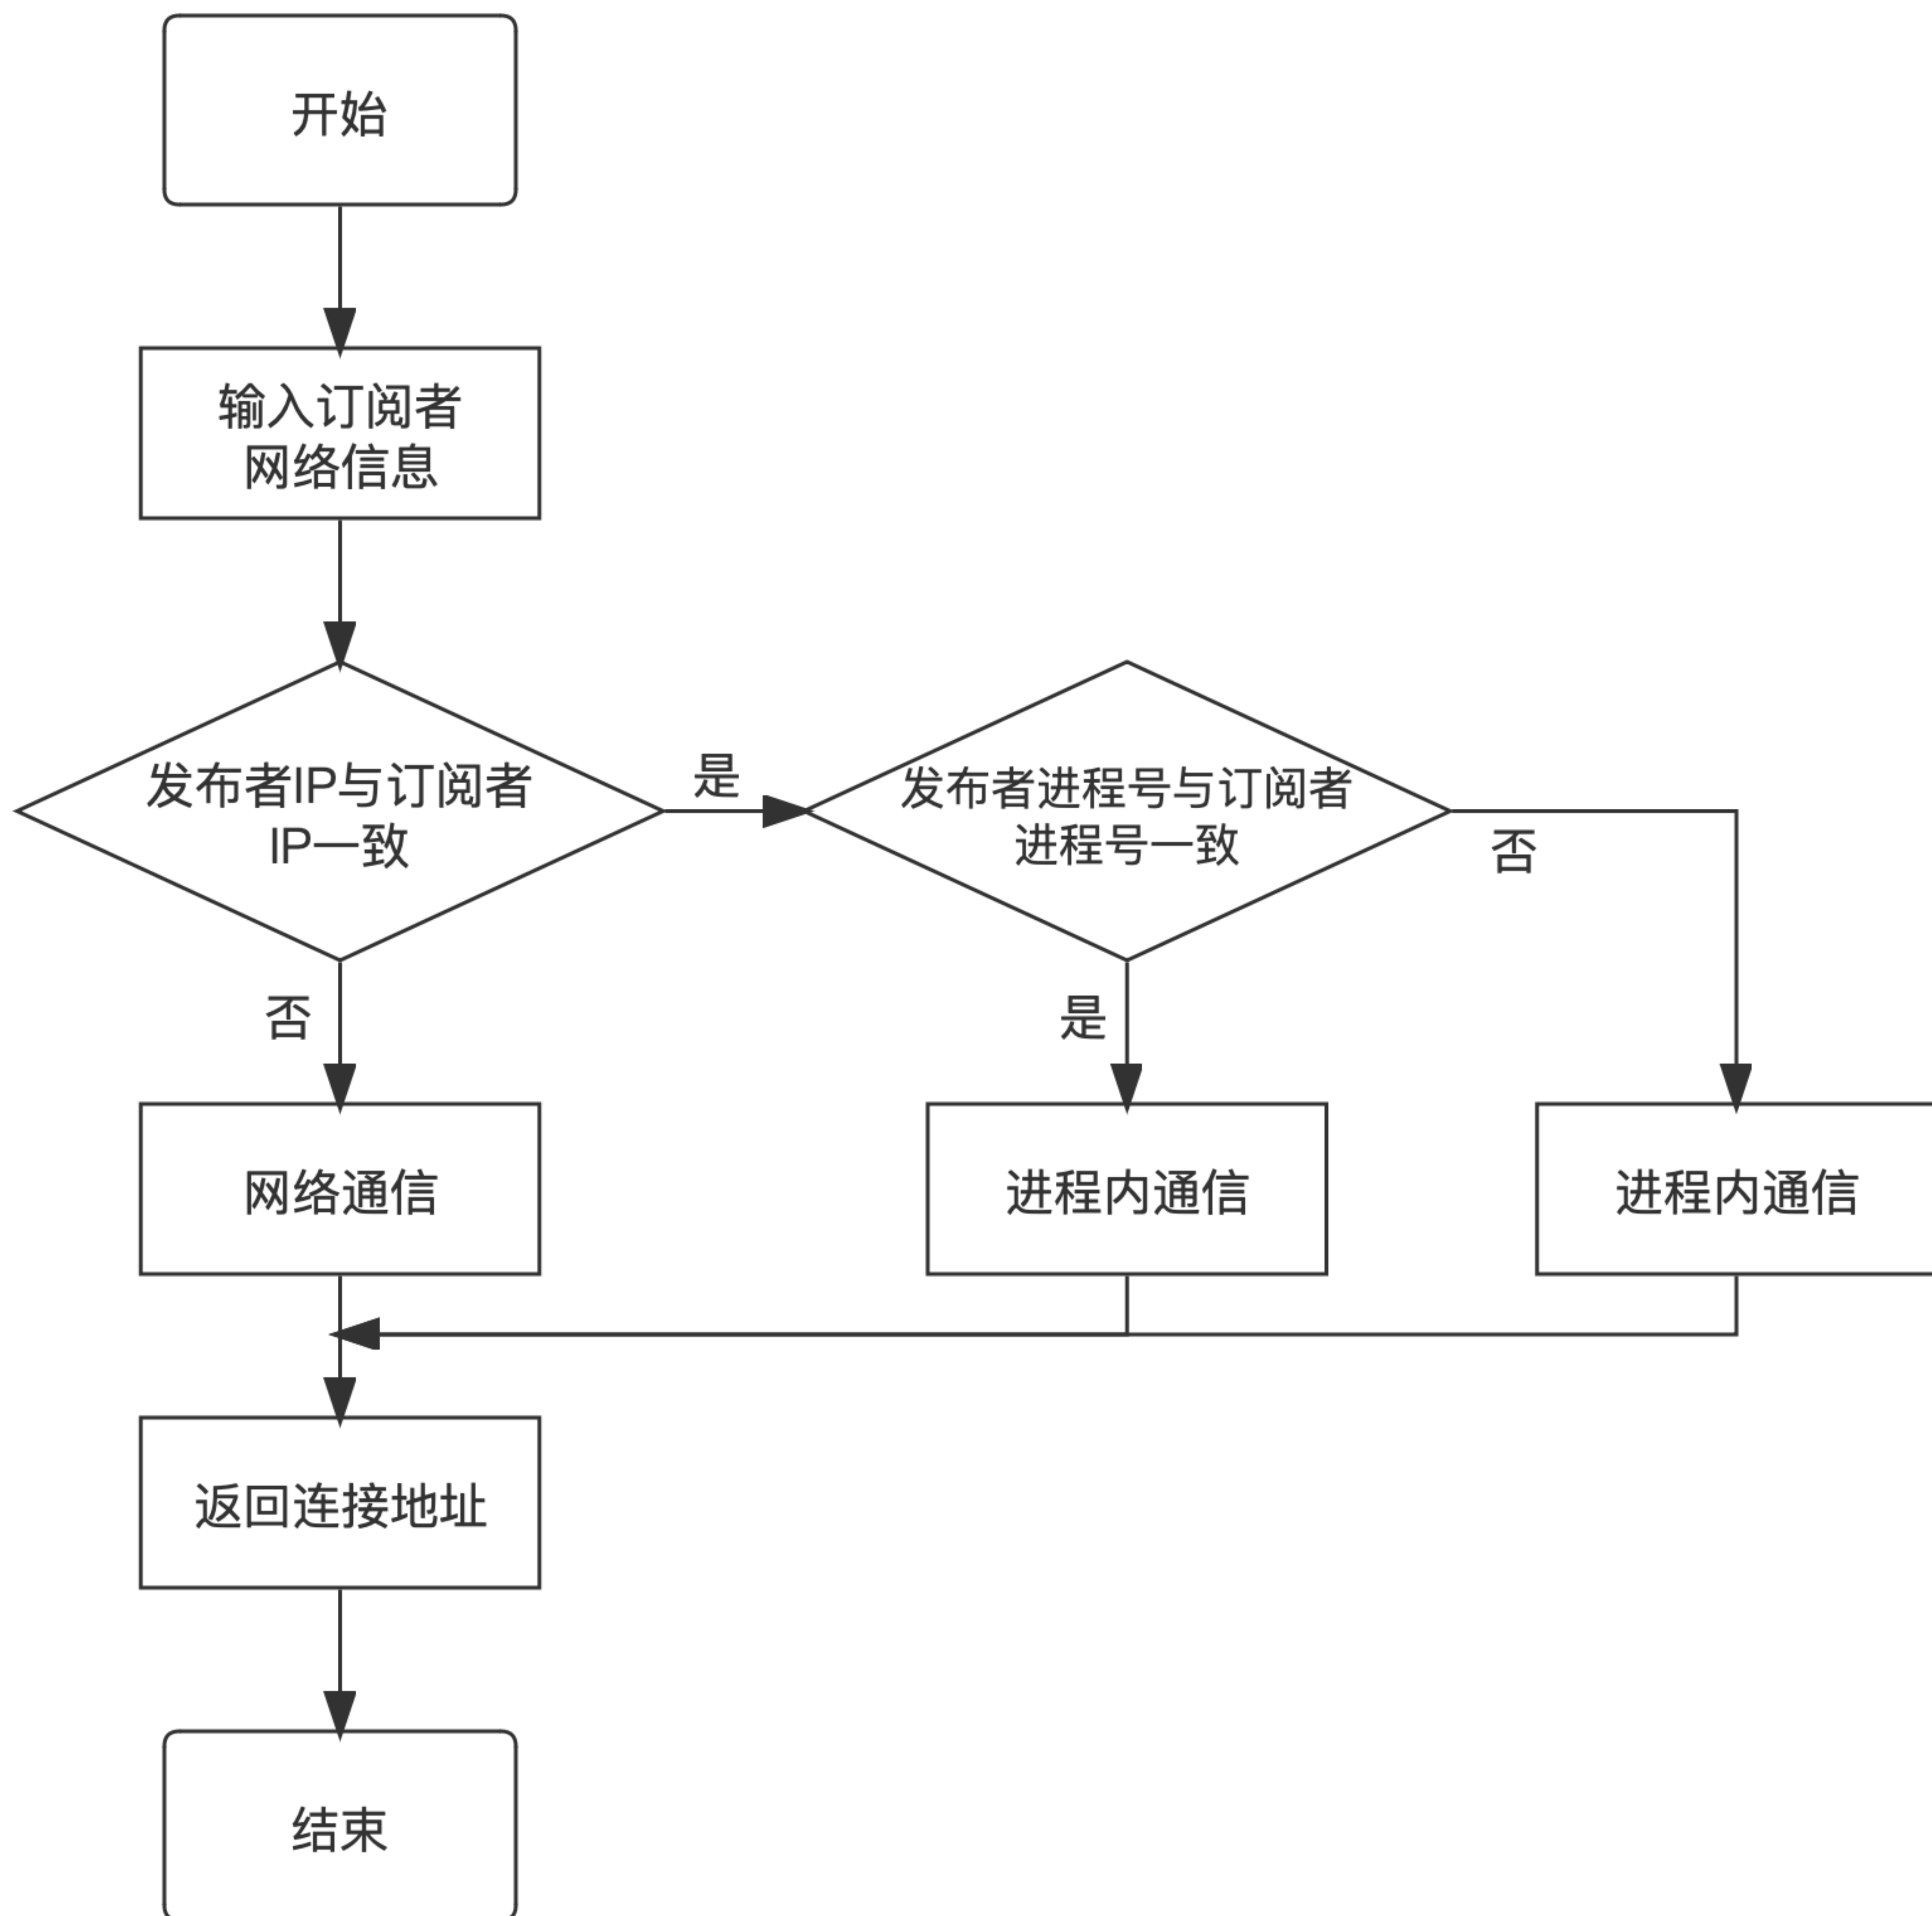 开始
输入订阅者
网络信息
发布者IP与订阅者
IP一致
是
发布者进程号与订阅者
进程号一致
否
否
是
网络通信
进程内通信
进程内通信
返回连接地址
结束